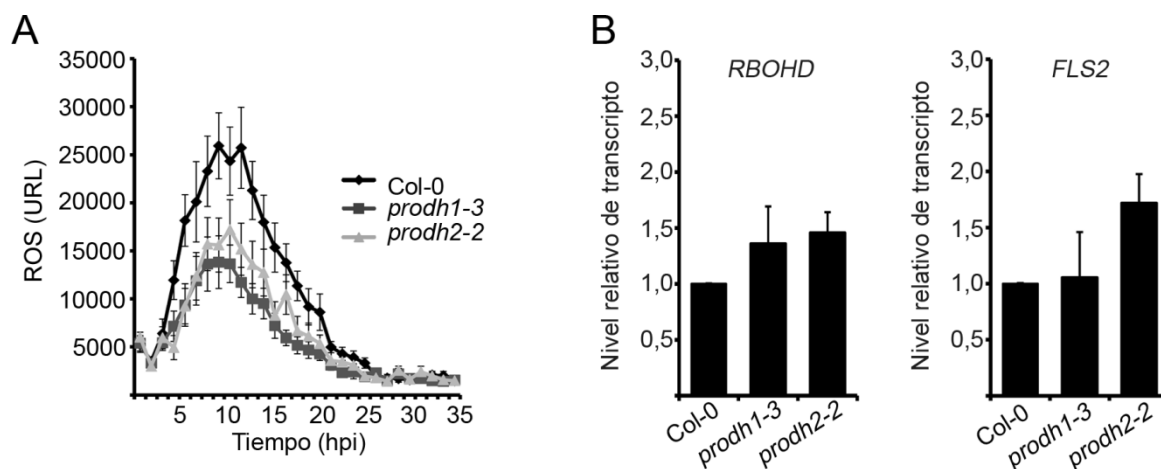 A
ROS (URL)
35000
30000
25000
20000
15000
10000
5000
5 10 15 20 25 30 35
Tiempo (hpi)
Col-0
prodh1-3
prodh2-2
B
Nivel relativo de transcripto
3,0
2,5
2,0
1,5
1,0
0,5
RBOHD
Col-0
prodh1-3
prodh2-2
Nivel relativo de transcripto
3,0
2,5
2,0
1,5
1,0
0,5
FLS2
Col-0
prodh1-3
prodh2-2